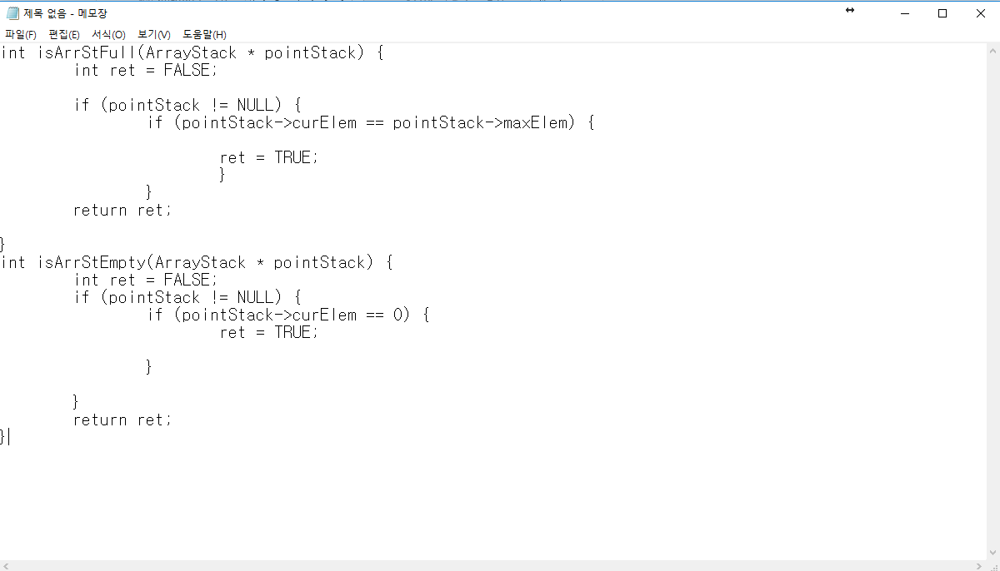 제목 없음 - 메모장
파일(F) 편집(E) 서식(O) 보기(V) 도움말(H)
int isArrStFull(ArrayStack * pointStack) {
int ret = FALSE;
if (pointStack != NULL) {
if (pointStack->curElem == pointStack->maxElem) {
ret = TRUE;
}
}
return ret;
}
int isArrStEmpty(ArrayStack * pointStack) {
int ret = FALSE;
if (pointStack != NULL) {
if (pointStack->curElem == 0) {
ret = TRUE;
}
}
return ret;
}